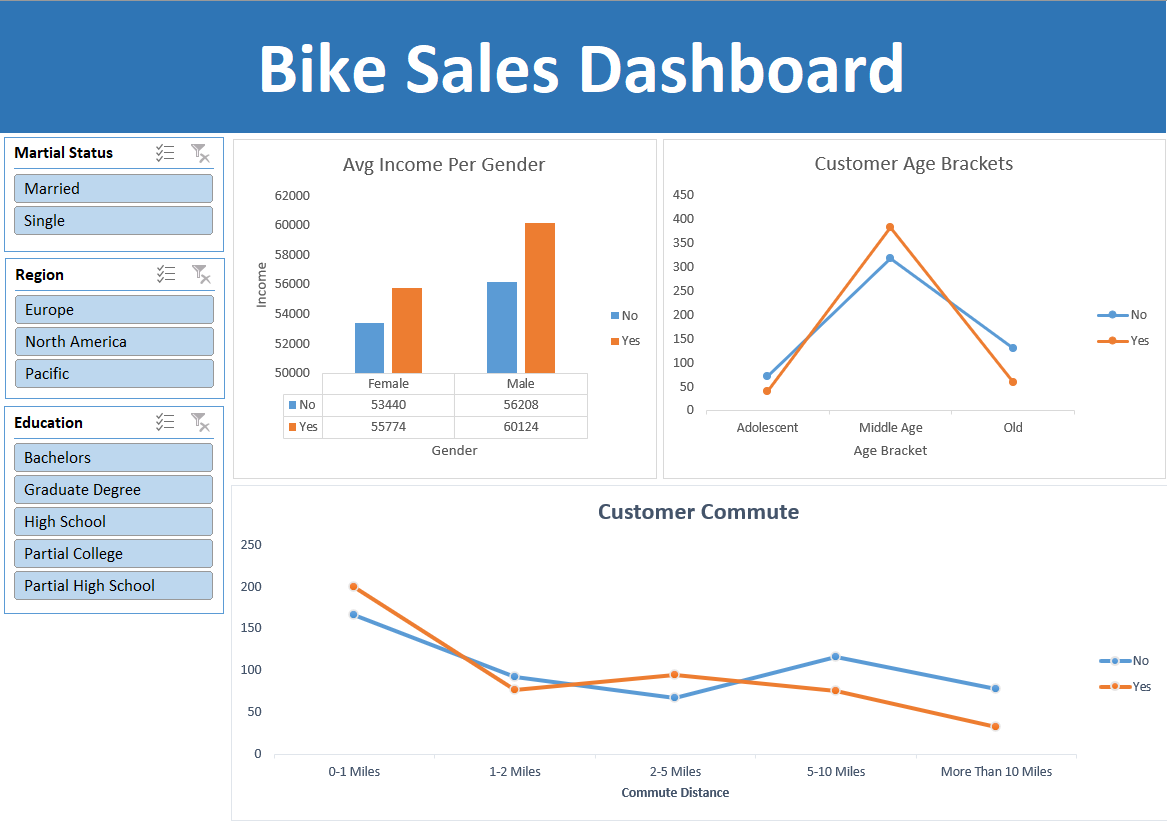 Bike Sales Dashboard
Martial Status
Married
Single
Region
Europe
North America
Pacific
Education
Bachelors
Graduate Degree
High School
Partial College
Partial High School
Avg Income Per Gender
62000
60000
58000
56000
54000
52000
50000
Income
Female Male
No 53440 56208
Yes 55774 60124
Gender
No
Yes
Customer Age Brackets
450
400
350
300
250
200
150
100
50
0
Adolescent Middle Age Old
Age Bracket
No
Yes
Customer Commute
250
200
150
100
50
0
0-1 Miles 1-2 Miles 2-5 Miles 5-10 Miles More Than 10 Miles
Commute Distance
No
Yes